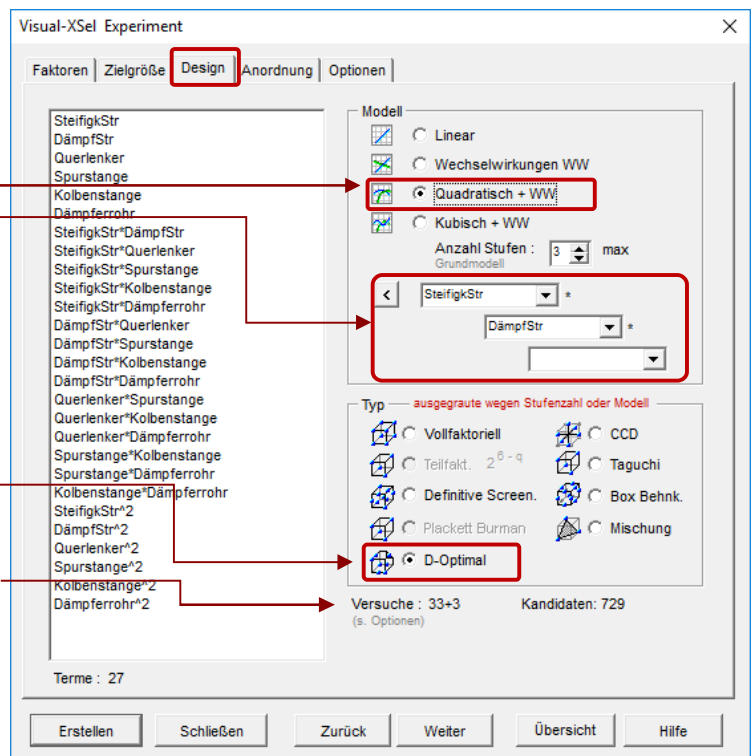 Visual-XSel Experiment
Faktoren Zielgröße Design Anordnung Optionen
SteifigkStr
DämpfStr
Querlenker
Spurstange
Kolbenstange
Dämpferrohr
SteifigkStr*DämpfStr
SteifigkStr*Querlenker
SteifigkStr*Spurstange
SteifigkStr*Kolbenstange
SteifigkStr*Dämpferrohr
DämpfStr*Querlenker
DämpfStr*Spurstange
DämpfStr*Kolbenstange
DämpfStr*Dämpferrohr
Querlenker*Spurstange
Querlenker*Kolbenstange
Querlenker*Dämpferrohr
Spurstange*Kolbenstange
Spurstange*Dämpferrohr
Kolbenstange*Dämpferrohr
SteifigkStr^2
DämpfStr^2
Querlenker^2
Spurstange^2
Kolbenstange^2
Dämpferrohr^2
Terme : 27
Modell
Linear
Wechselwirkungen WW
Quadratisch + WW
Kubisch + WW
Anzahl Stufen : 3 max
Grundmodell
< SteifigkStr *
DämpfStr *
Typ ausgegraute wegen Stufenzahl oder Modell
Vollfaktoriell CCD
Teilfakt. 2^6-q Taguchi
Definitive Screen. Box Behnk.
Plackett Burman Mischung
D-Optimal
Versuche : 33+3 Kandidaten: 729
(s. Optionen)
Erstellen Schließen Zurück Weiter Übersicht Hilfe